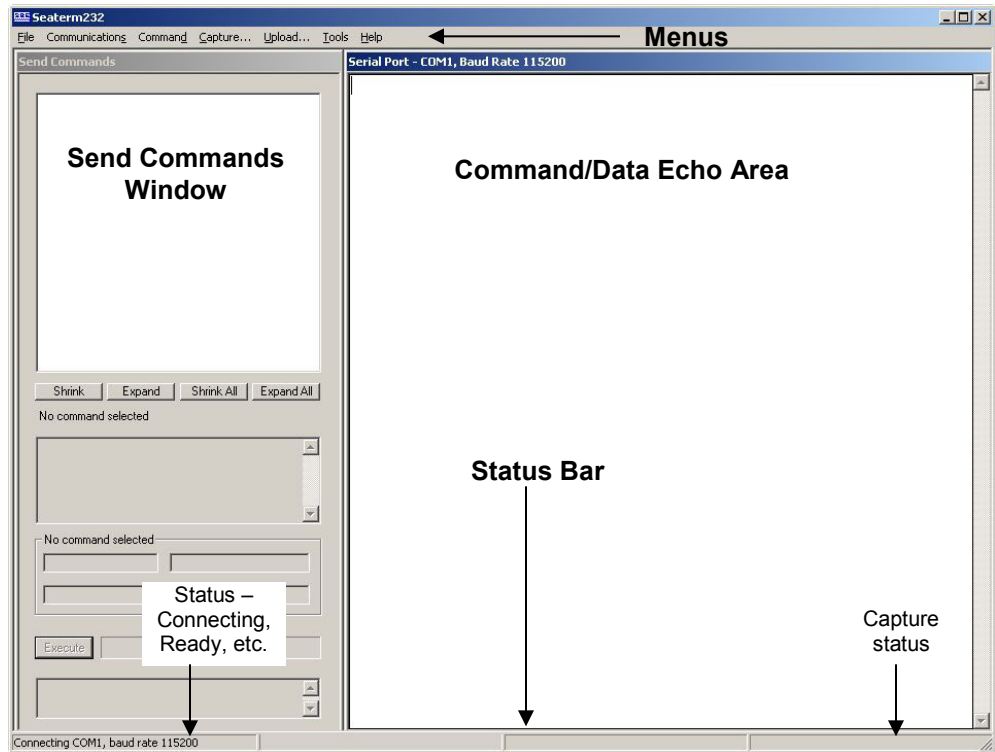 Seaterm232
File Communications Command Capture... Upload... Tools Help
Menus
Send Commands
Serial Port - COM1, Baud Rate 115200
Send Commands
Window
Command/Data Echo Area
Shrink Expand Shrink All Expand All
No command selected
Status Bar
No command selected
Status –
Connecting,
Ready, etc.
Capture
status
Execute
Connecting COM1, baud rate 115200